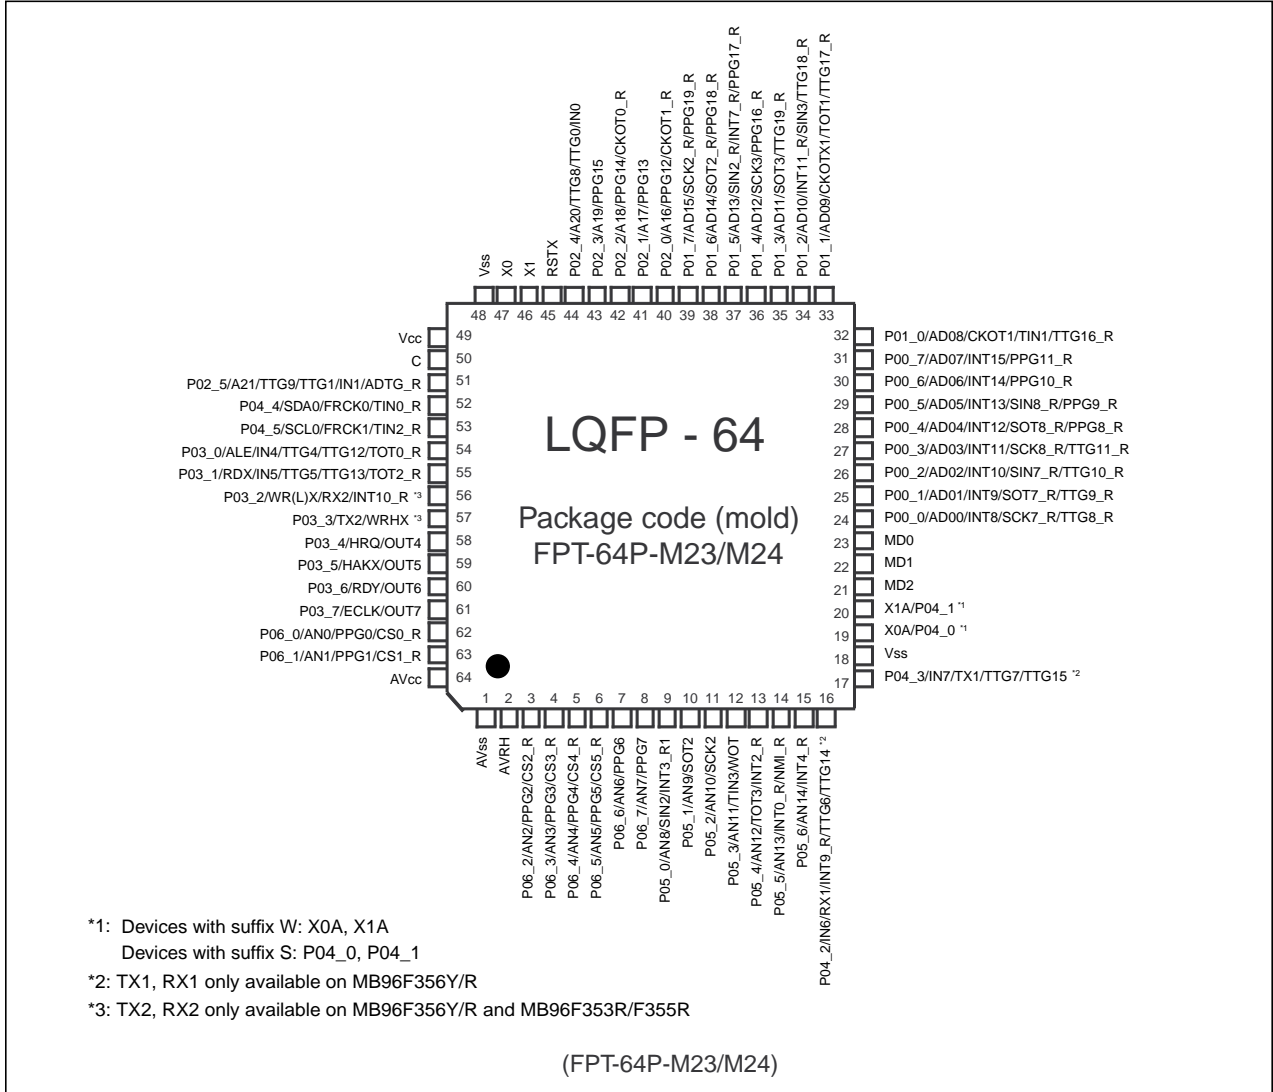 P02_4/A20/TTG8/TTG0/IN0
P02_3/A19/PPG15
P02_2/A18/PPG14/CKOT0_R
P02_1/A17/PPG13
P02_0/A16/PPG12/CKOT1_R
P01_7/AD15/SCK2_R/PPG19_R
P01_6/AD14/SOT2_R/PPG18_R
P01_5/AD13/SIN2_R/INT7_R/PPG17_R
P01_4/AD12/SCK3/PPG16_R
P01_3/AD11/SOT3/TTG19_R
P01_2/AD10/INT11_R/SIN3/TTG18_R
P01_1/AD09/CKOTX1/TOT1/TTG17_R
Vss
X0
X1
RSTX
48 47 46 45 44 43 42 41 40 39 38 37 36 35 34 33
Vcc 49
C 50
P02_5/A21/TTG9/TTG1/IN1/ADTG_R 51
P04_4/SDA0/FRCK0/TIN0_R 52
P04_5/SCL0/FRCK1/TIN2_R 53
P03_0/ALE/IN4/TTG4/TTG12/TOT0_R 54
P03_1/RDX/IN5/TTG5/TTG13/TOT2_R 55
P03_2/WR(L)X/RX2/INT10_R *3 56
P03_3/TX2/WRHX *3 57
P03_4/HRQ/OUT4 58
P03_5/HAKX/OUT5 59
P03_6/RDY/OUT6 60
P03_7/ECLK/OUT7 61
P06_0/AN0/PPG0/CS0_R 62
P06_1/AN1/PPG1/CS1_R 63
AVcc 64
LQFP - 64
Package code (mold)
FPT-64P-M23/M24
32 P01_0/AD08/CKOT1/TIN1/TTG16_R
31 P00_7/AD07/INT15/PPG11_R
30 P00_6/AD06/INT14/PPG10_R
29 P00_5/AD05/INT13/SIN8_R/PPG9_R
28 P00_4/AD04/INT12/SOT8_R/PPG8_R
27 P00_3/AD03/INT11/SCK8_R/TTG11_R
26 P00_2/AD02/INT10/SIN7_R/TTG10_R
25 P00_1/AD01/INT9/SOT7_R/TTG9_R
24 P00_0/AD00/INT8/SCK7_R/TTG8_R
23 MD0
22 MD1
21 MD2
20 X1A/P04_1 *1
19 X0A/P04_0 *1
18 Vss
17 P04_3/IN7/TX1/TTG7/TTG15 *2
1 2 3 4 5 6 7 8 9 10 11 12 13 14 15 16
AVss
AVRH
P06_2/AN2/PPG2/CS2_R
P06_3/AN3/PPG3/CS3_R
P06_4/AN4/PPG4/CS4_R
P06_5/AN5/PPG5/CS5_R
P06_6/AN6/PPG6
P06_7/AN7/PPG7
P05_0/AN8/SIN2/INT3_R1
P05_1/AN9/SOT2
P05_2/AN10/SCK2
P05_3/AN11/TIN3/WOT
P05_4/AN12/TOT3/INT2_R
P05_5/AN13/INT0_R/NMI_R
P05_6/AN14/INT4_R
P04_2/IN6/RX1/INT9_R/TTG6/TTG14 *2
*1: Devices with suffix W: X0A, X1A
Devices with suffix S: P04_0, P04_1
*2: TX1, RX1 only available on MB96F356Y/R
*3: TX2, RX2 only available on MB96F356Y/R and MB96F353R/F355R
(FPT-64P-M23/M24)